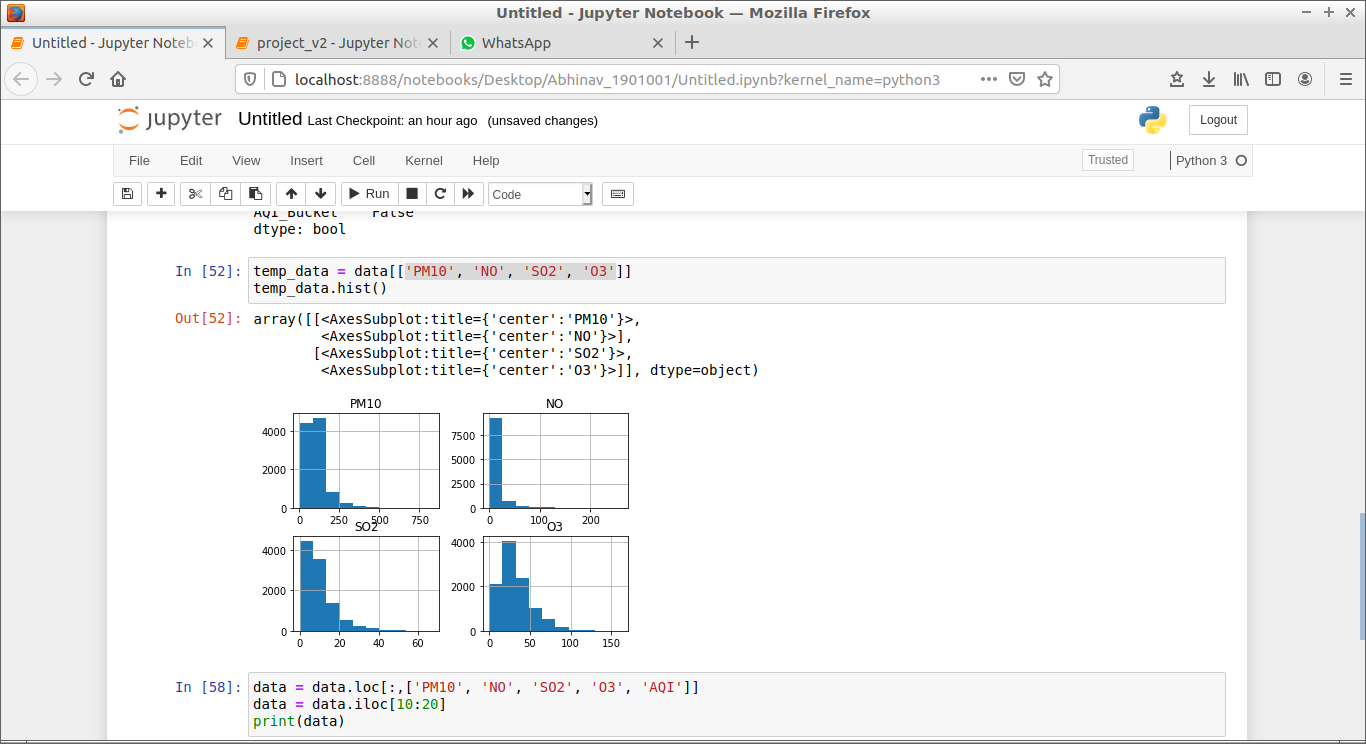 Untitled - Jupyter Notebook — Mozilla Firefox
Untitled - Jupyter Noteb
project_v2 - Jupyter Not
WhatsApp
localhost:8888/notebooks/Desktop/Abhinav_1901001/Untitled.ipynb?kernel_name=python3
jupyter Untitled Last Checkpoint: an hour ago (unsaved changes)
Logout
File Edit View Insert Cell Kernel Help
Trusted
Python 3
Run
Code
AQI_Bucket False
dtype: bool
In [52]: temp_data = data[['PM10', 'NO', 'SO2', 'O3']]
temp_data.hist()
Out[52]: array([[<AxesSubplot:title={'center':'PM10'}>,
<AxesSubplot:title={'center':'NO'}>],
[<AxesSubplot:title={'center':'SO2'}>,
<AxesSubplot:title={'center':'O3'}>]], dtype=object)
PM10
4000
2000
0
0 250 500 750
NO
7500
5000
2500
0
0 100 200
SO2
4000
2000
0
0 20 40 60
O3
4000
2000
0
0 50 100 150
In [58]: data = data.loc[:,['PM10', 'NO', 'SO2', 'O3', 'AQI']]
data = data.iloc[10:20]
print(data)